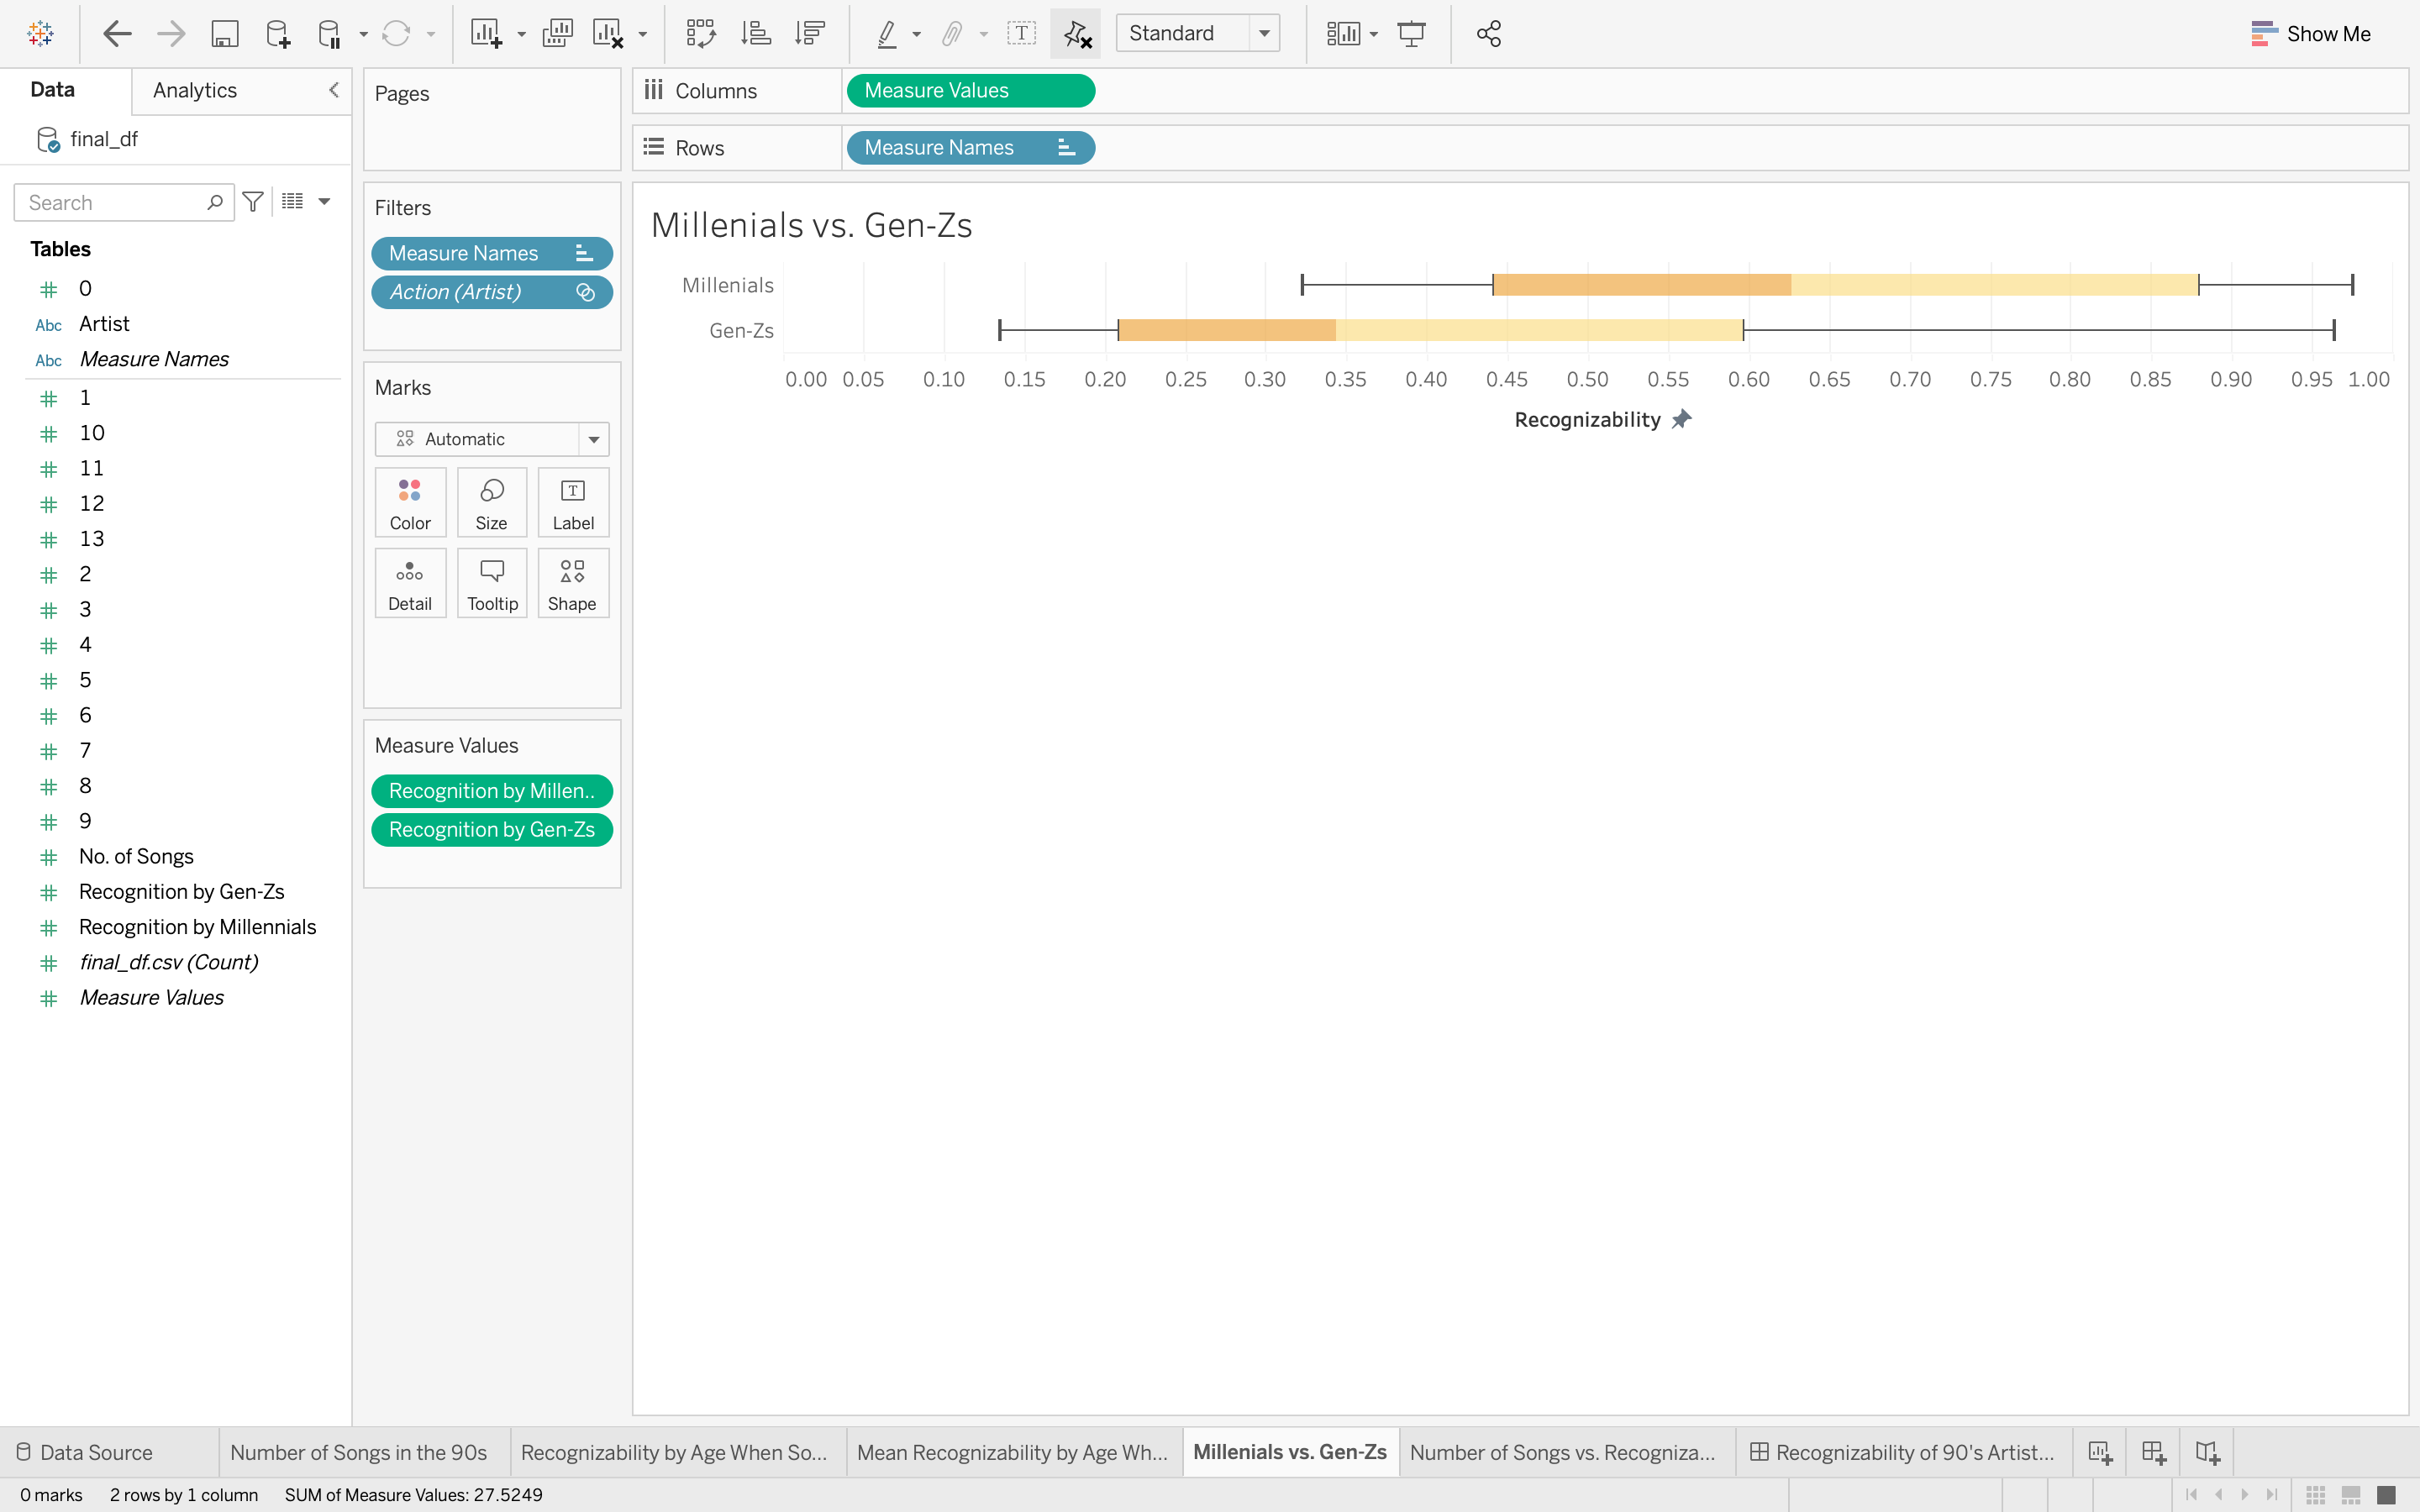 Standard
Show Me
Data
Analytics
final_df
Search
Tables
0
Abc Artist
Abc Measure Names
1
10
11
12
13
2
3
4
5
6
7
8
9
No. of Songs
Recognition by Gen-Zs
Recognition by Millennials
final_df.csv (Count)
Measure Values
Pages
Filters
Measure Names
Action (Artist)
Marks
Automatic
Color Size Label
Detail Tooltip Shape
Measure Values
Recognition by Millen..
Recognition by Gen-Zs
Columns Measure Values
Rows Measure Names
Millenials vs. Gen-Zs
Millenials
Gen-Zs
0.00 0.05 0.10 0.15 0.20 0.25 0.30 0.35 0.40 0.45 0.50 0.55 0.60 0.65 0.70 0.75 0.80 0.85 0.90 0.95 1.00
Recognizability
Data Source Number of Songs in the 90s Recognizability by Age When So... Mean Recognizability by Age Wh... Millenials vs. Gen-Zs Number of Songs vs. Recogniza... Recognizability of 90's Artist...
0 marks 2 rows by 1 column SUM of Measure Values: 27.5249